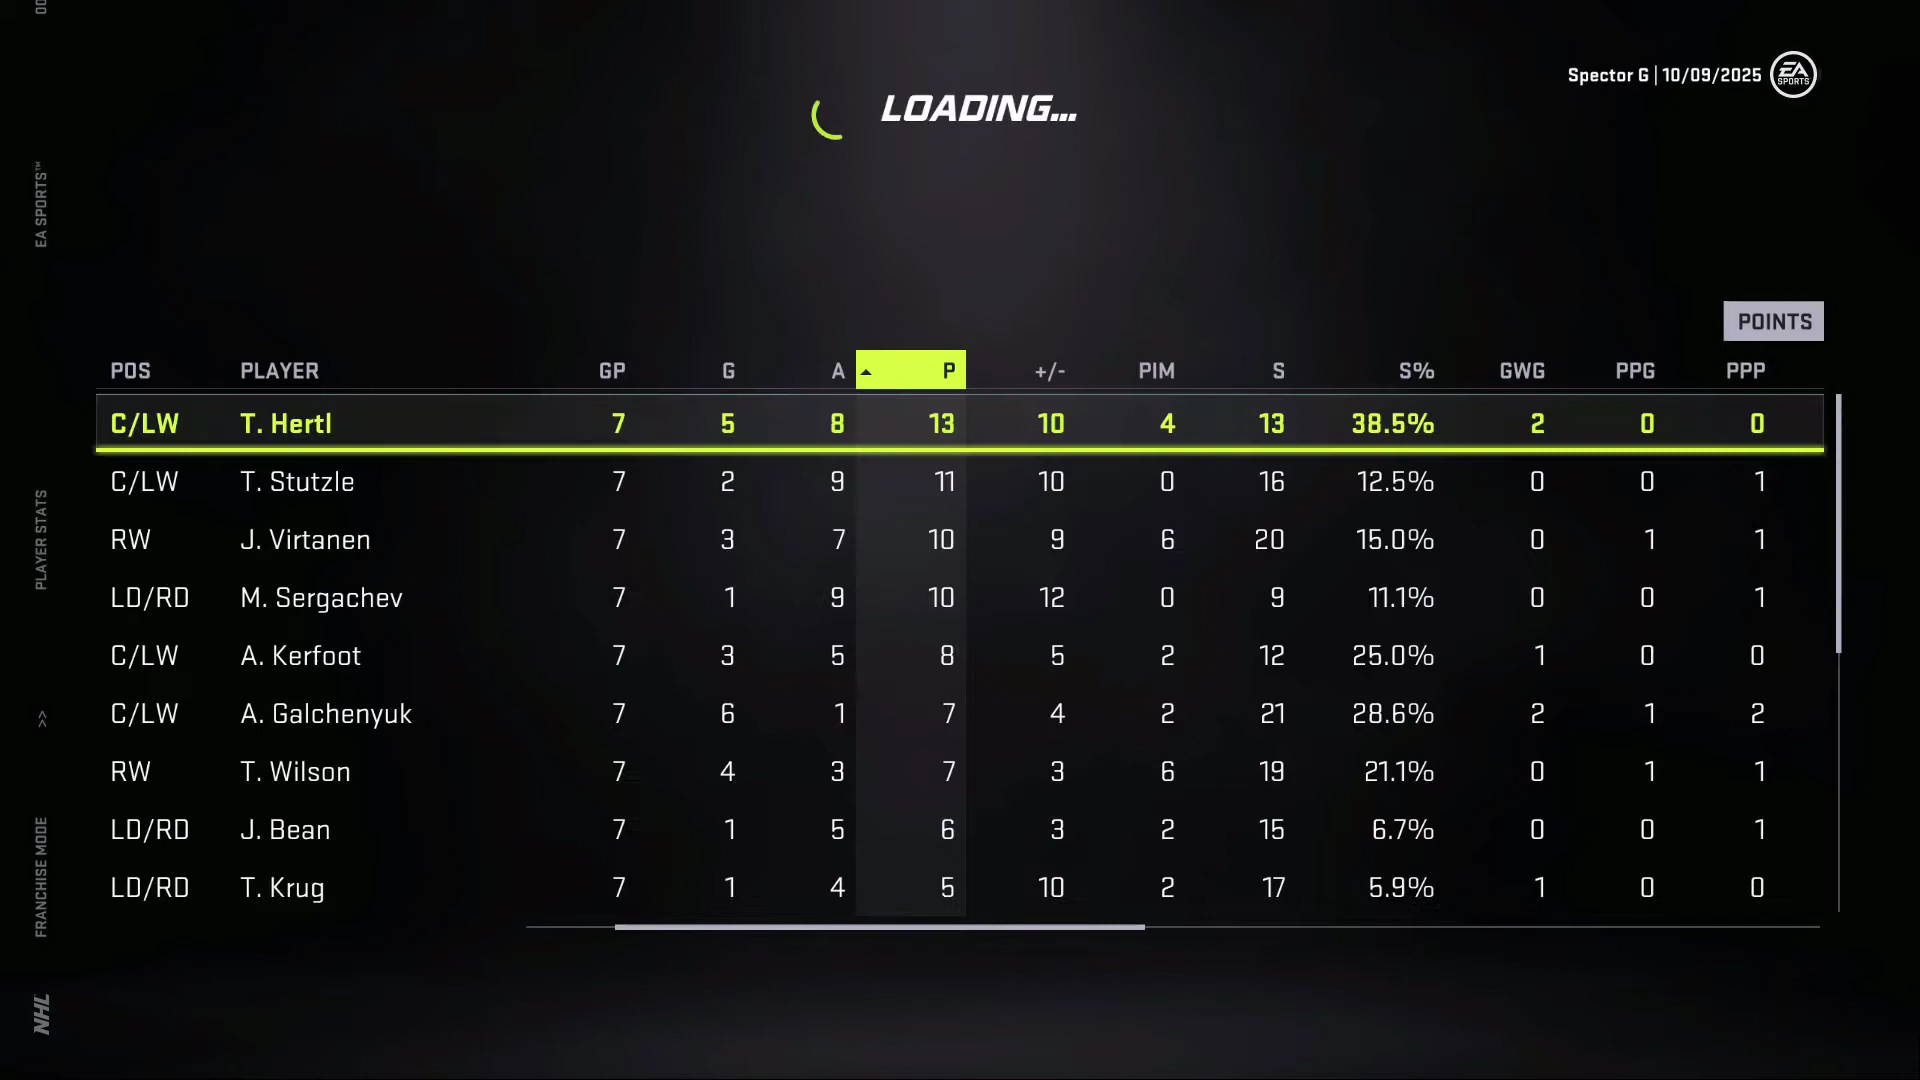 Spector G | 10/09/2025
EA SPORTS
LOADING...
POINTS
POS PLAYER GP G A P +/- PIM S S% GWG PPG PPP
C/LW T. Hertl 7 5 8 13 10 4 13 38.5% 2 0 0
C/LW T. Stutzle 7 2 9 11 10 0 16 12.5% 0 0 1
RW J. Virtanen 7 3 7 10 9 6 20 15.0% 0 1 1
LD/RD M. Sergachev 7 1 9 10 12 0 9 11.1% 0 0 1
C/LW A. Kerfoot 7 3 5 8 5 2 12 25.0% 1 0 0
C/LW A. Galchenyuk 7 6 1 7 4 2 21 28.6% 2 1 2
RW T. Wilson 7 4 3 7 3 6 19 21.1% 0 1 1
LD/RD J. Bean 7 1 5 6 3 2 15 6.7% 0 0 1
LD/RD T. Krug 7 1 4 5 10 2 17 5.9% 1 0 0
NHL
FRANCHISE MODE
>>
PLAYER STATS
EA SPORTS™